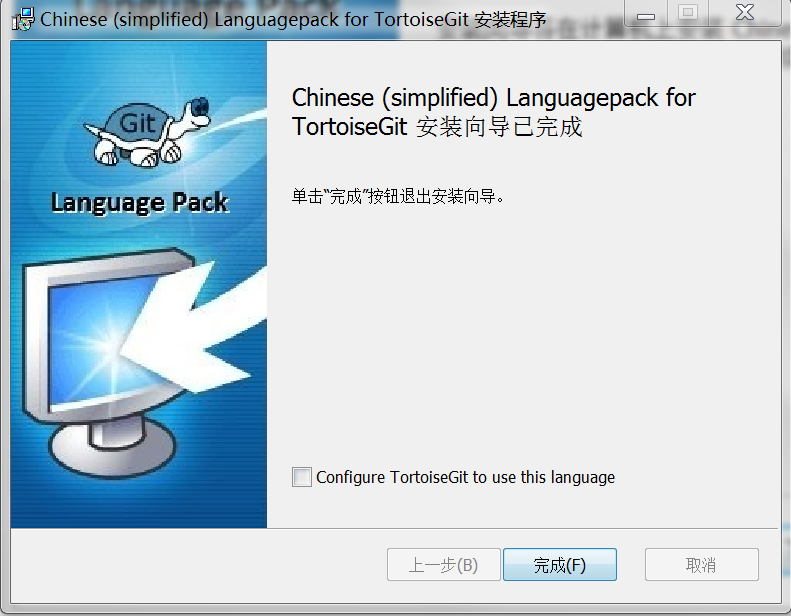 Chinese (simplified) Languagepack for TortoiseGit 安装程序
Git
Language Pack
Chinese (simplified) Languagepack for
TortoiseGit 安装向导已完成
单击“完成”按钮退出安装向导。
Configure TortoiseGit to use this language
上一步(B)
完成(F)
取消